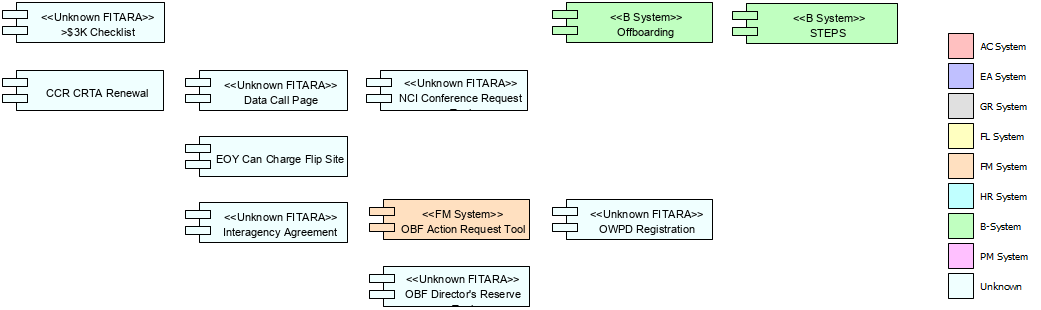 <<Unknown FITARA>>
>$3K Checklist
<<B System>>
Offboarding
<<B System>>
STEPS
CCR CRTA Renewal
<<Unknown FITARA>>
Data Call Page
<<Unknown FITARA>>
NCI Conference Request
EOY Can Charge Flip Site
<<Unknown FITARA>>
Interagency Agreement
<<FM System>>
OBF Action Request Tool
<<Unknown FITARA>>
OWPD Registration
<<Unknown FITARA>>
OBF Director's Reserve
AC System
EA System
GR System
FL System
FM System
HR System
B-System
PM System
Unknown